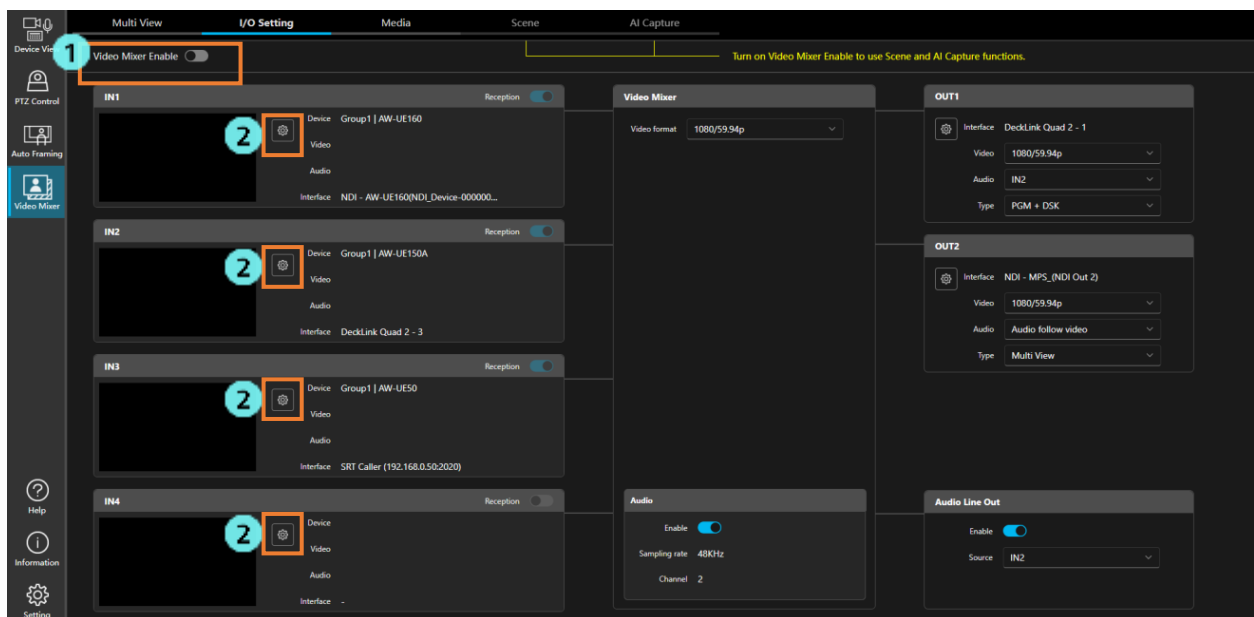 Multi View
I/O Setting
Media
Scene
AI Capture
Device Vie
1
Video Mixer Enable
Turn on Video Mixer Enable to use Scene and AI Capture functions.
PTZ Control
Auto Framing
Video Mixer
Help
Information
Setting
IN1
Reception
2
Device Group1 | AW-UE160
Video
Audio
Interface NDI - AW-UE160(NDI_Device-000000...
IN2
Reception
2
Device Group1 | AW-UE150A
Video
Audio
Interface DeckLink Quad 2 - 3
IN3
Reception
2
Device Group1 | AW-UE50
Video
Audio
Interface SRT Caller (192.168.0.50:2020)
IN4
Reception
2
Device
Video
Audio
Interface -
Video Mixer
Video format 1080/59.94p
Audio
Enable
Sampling rate 48KHz
Channel 2
OUT1
Interface DeckLink Quad 2 - 1
Video 1080/59.94p
Audio IN2
Type PGM + DSK
OUT2
Interface NDI - MPS_(NDI Out 2)
Video 1080/59.94p
Audio Audio follow video
Type Multi View
Audio Line Out
Enable
Source IN2